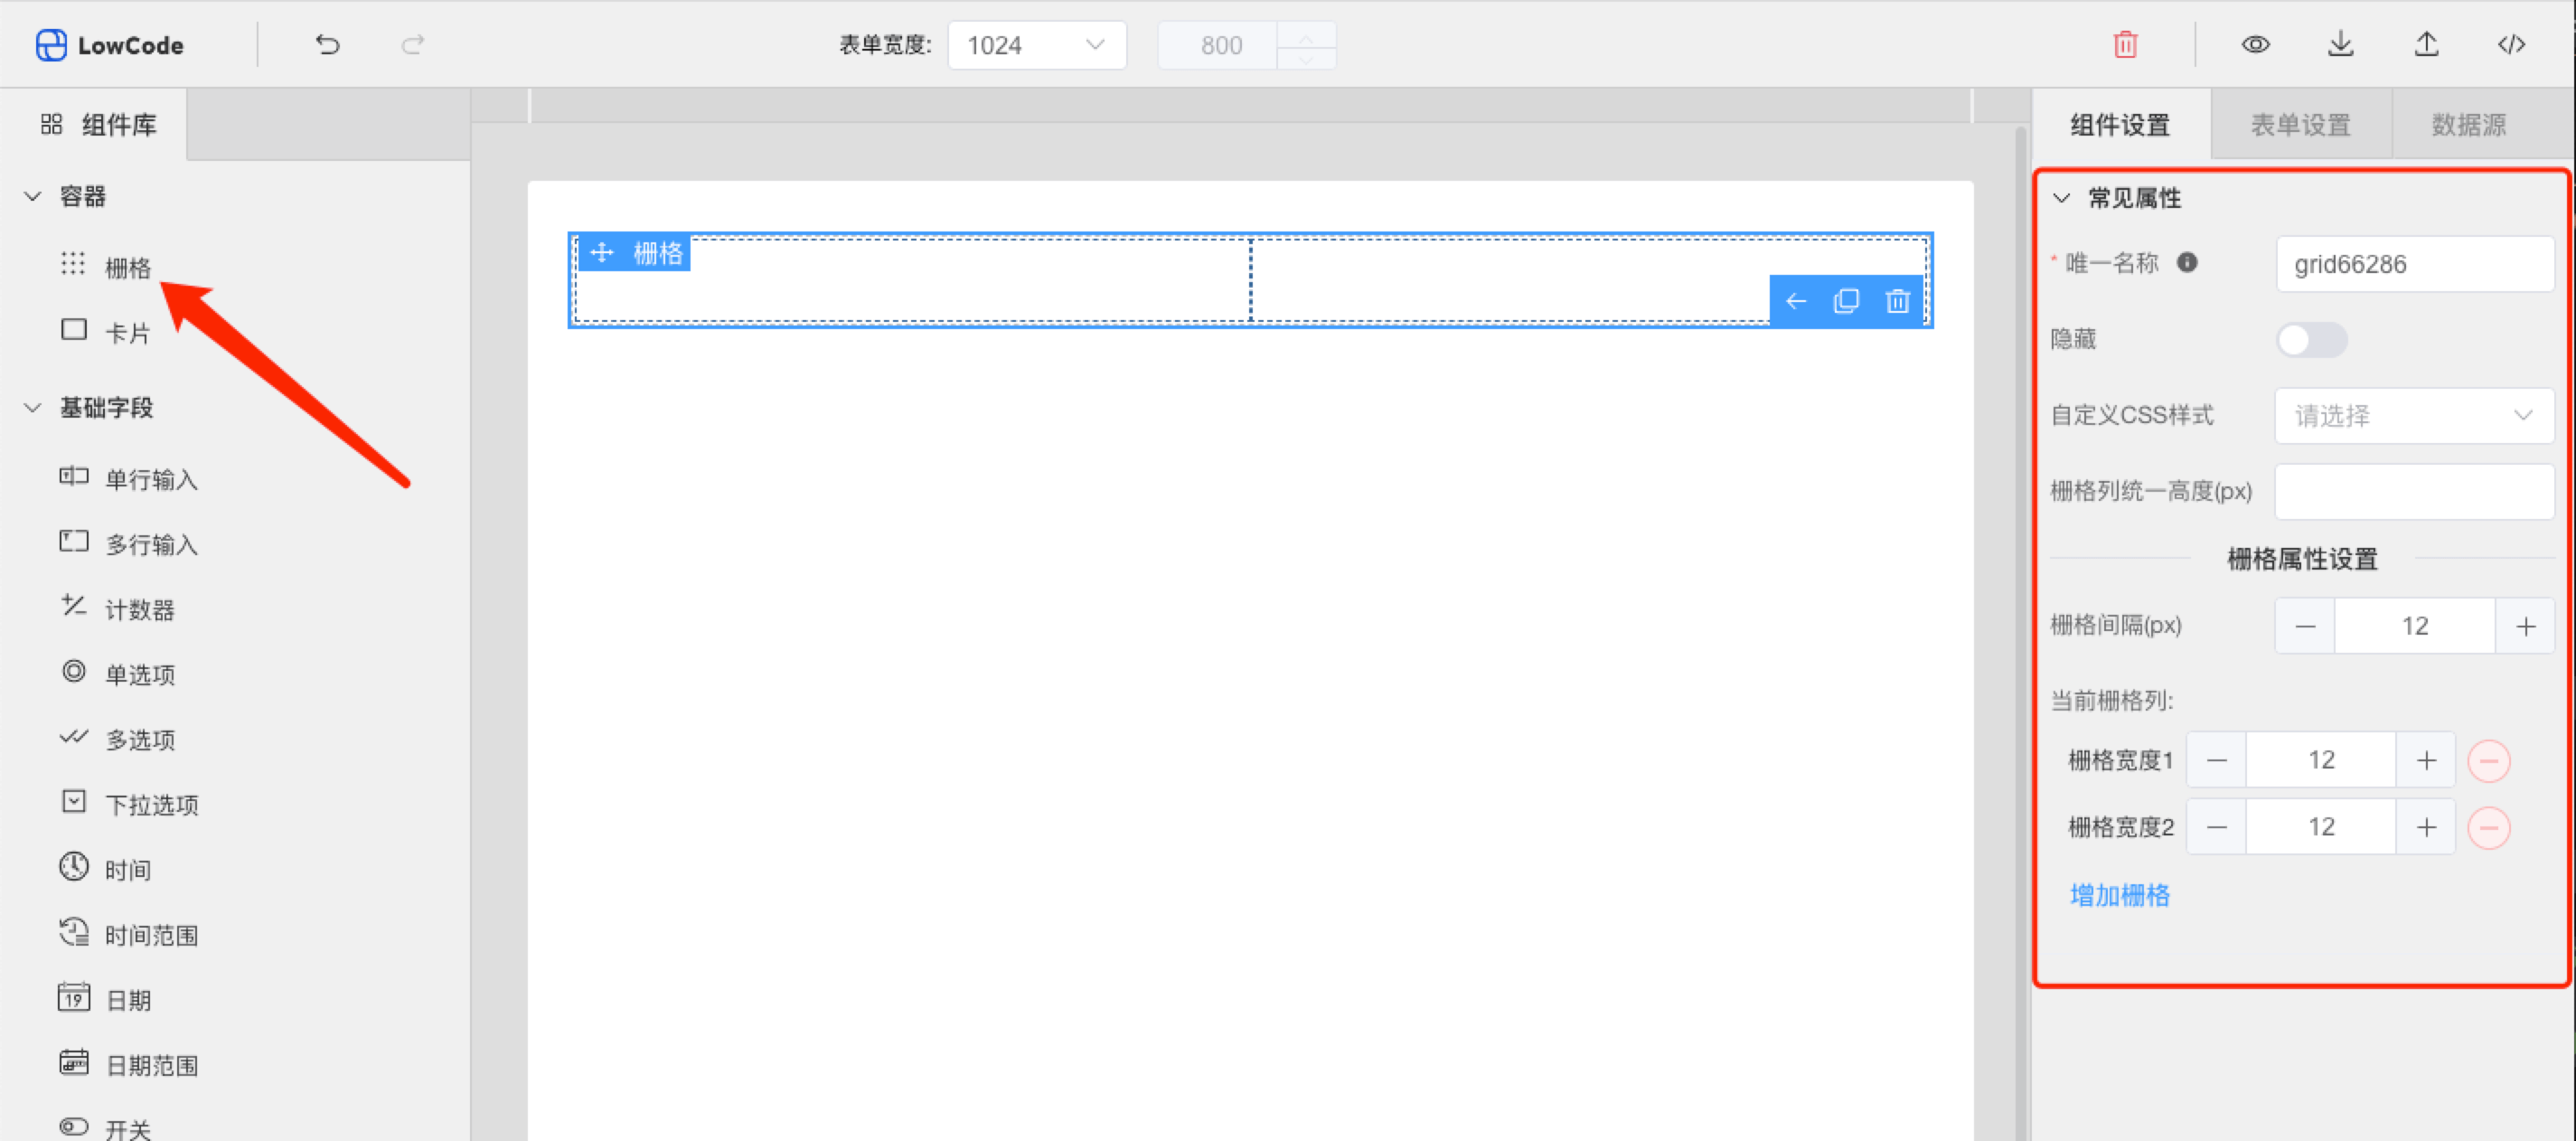 LowCode
表单宽度:
1024
800
组件库
容器
栅格
卡片
基础字段
单行输入
多行输入
计数器
单选项
多选项
下拉选项
时间
时间范围
19
日期
日期范围
开关
栅格
组件设置
表单设置
数据源
常见属性
* 唯一名称
grid66286
隐藏
自定义CSS样式
请选择
栅格列统一高度(px)
栅格属性设置
栅格间隔(px)
12
当前栅格列:
栅格宽度1
12
栅格宽度2
12
增加栅格